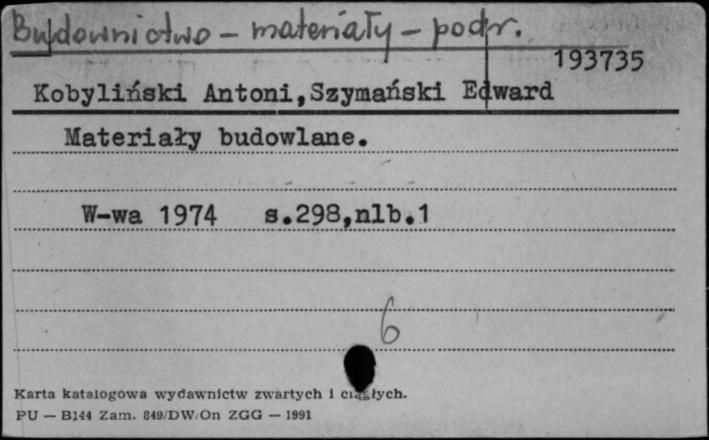 Budownictwo - materiały - podr.
193735
Kobyliński Antoni,Szymański Edward
Materiały budowlane.
W-wa 1974 s.298,nlb.1
6
Karta katalogowa wydawnictw zwartych i ciągłych.
PU — B144 Zam. 849/DW/On ZGG — 1991